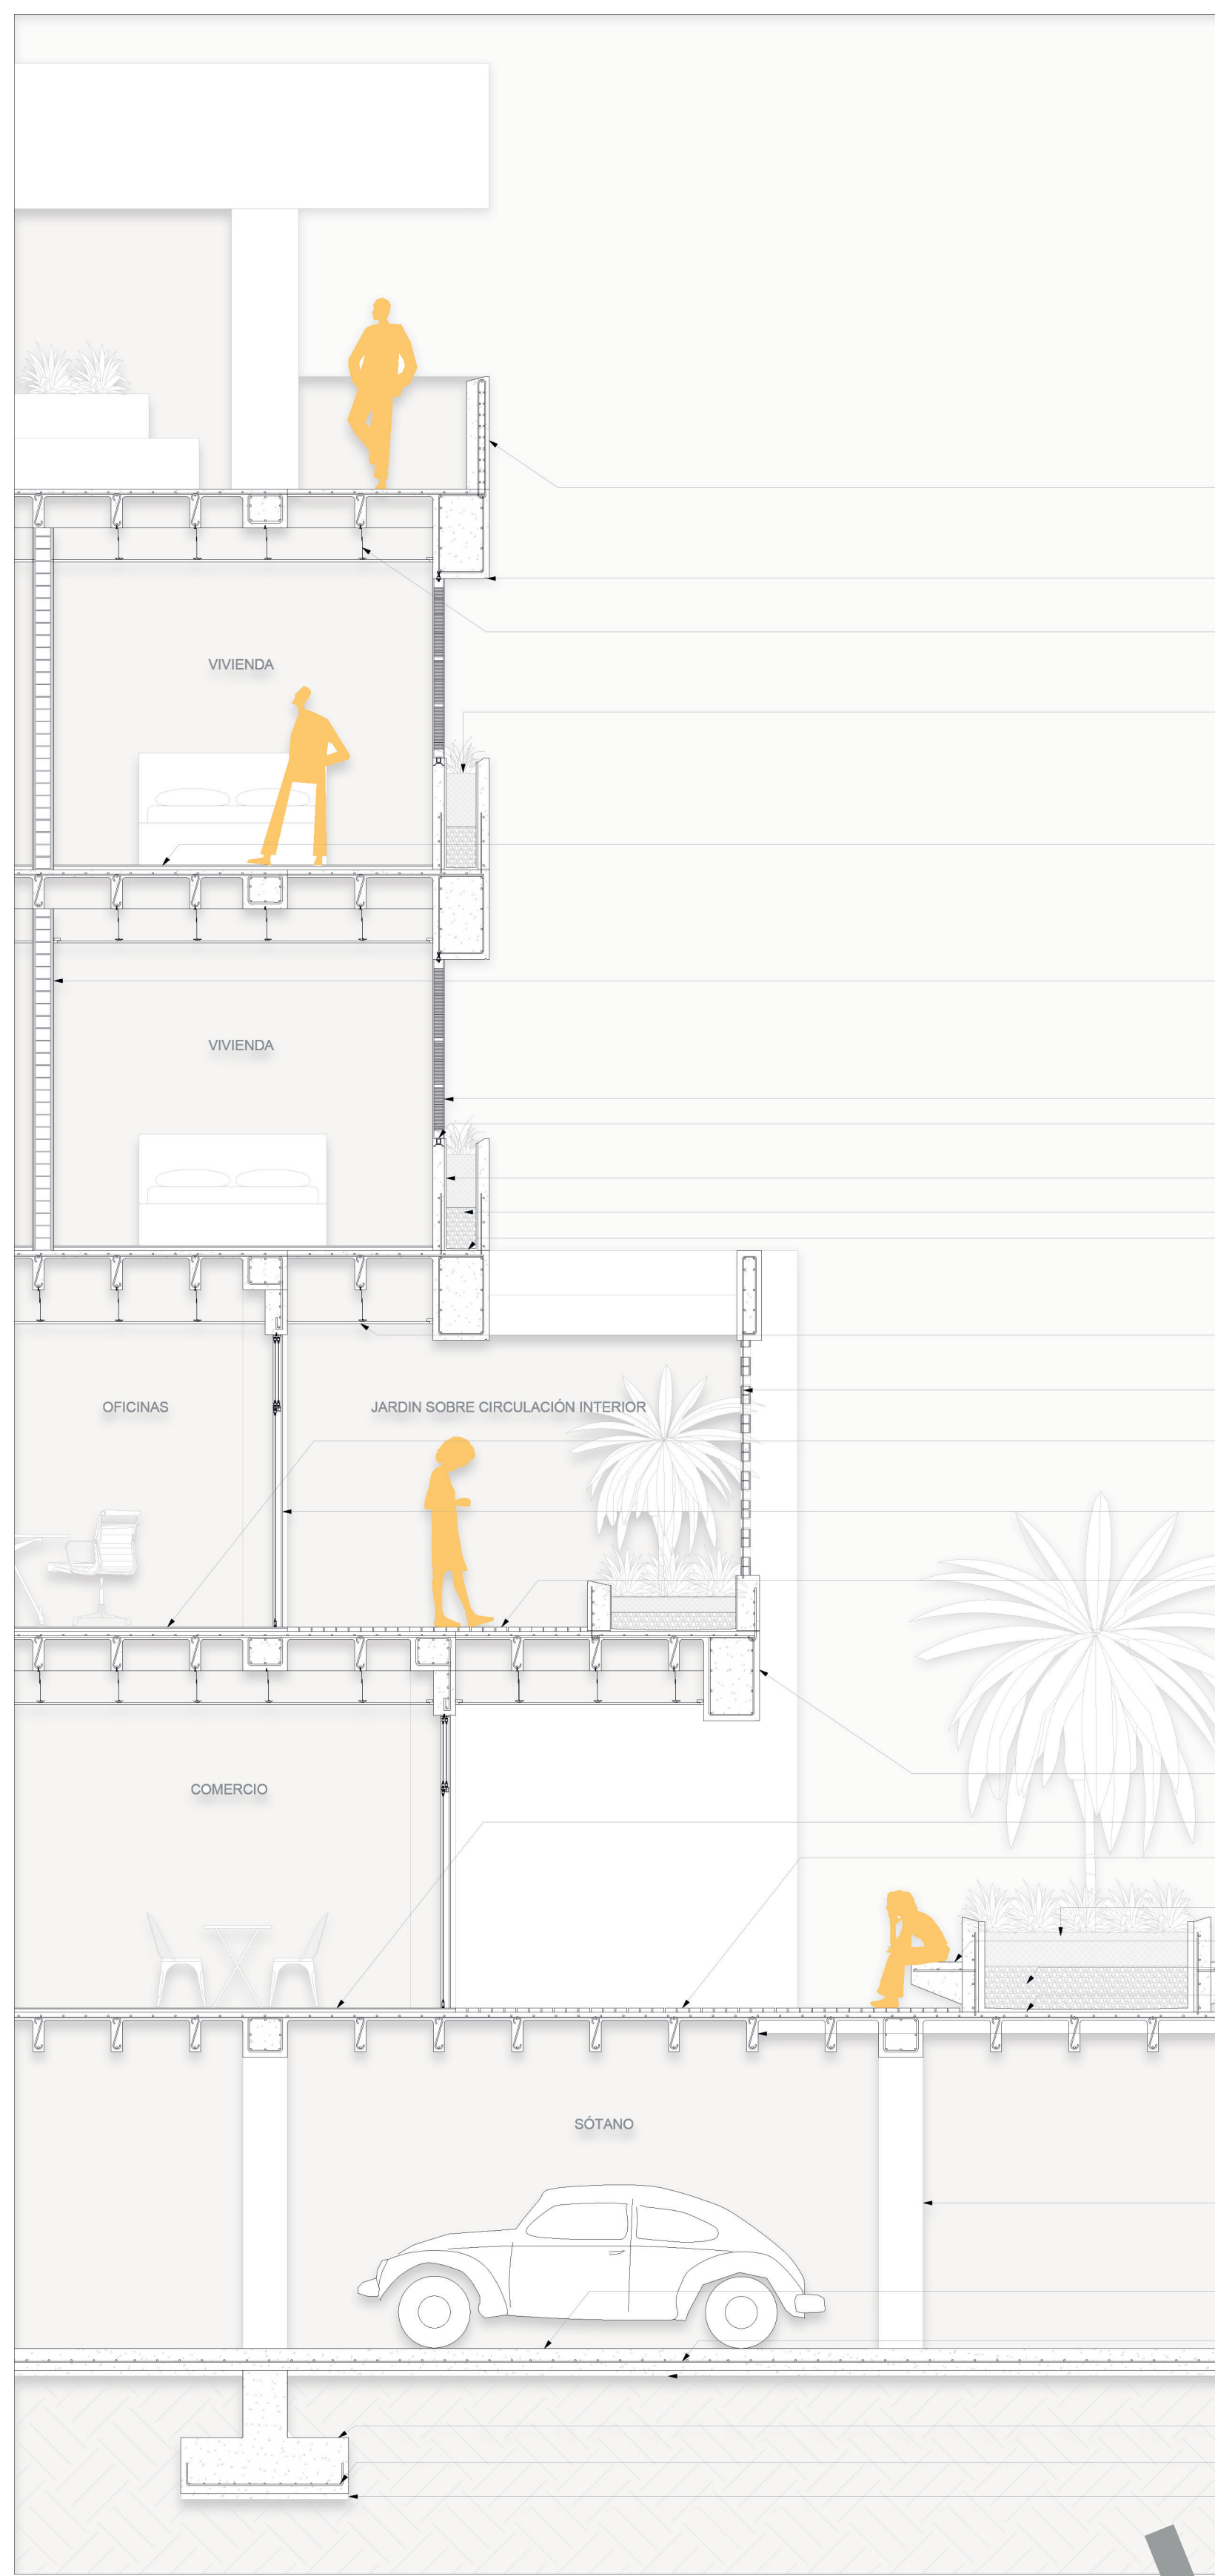 VIVIENDA
VIVIENDA
OFICINAS
JARDIN SOBRE CIRCULACIÓN INTERIOR
COMERCIO
SÓTANO